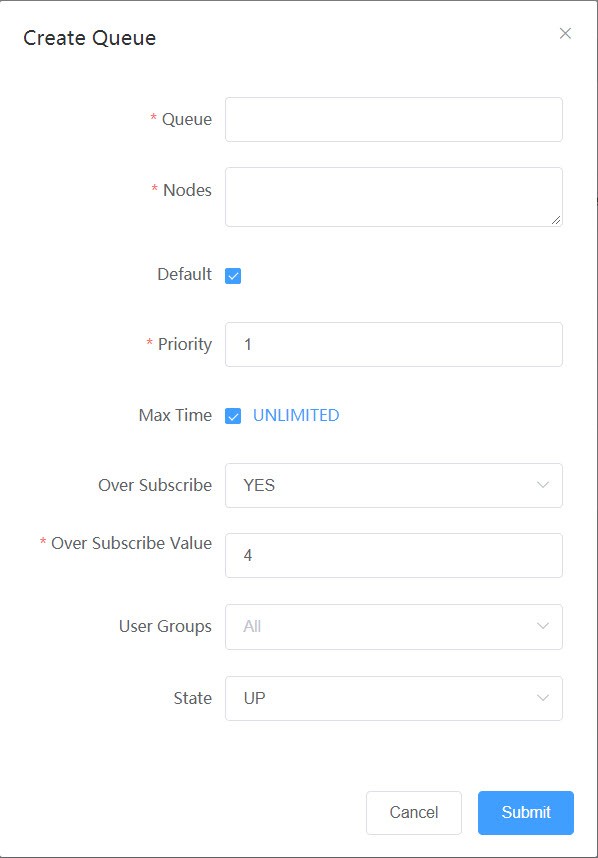 Create Queue
* Queue
* Nodes
Default
* Priority 1
Max Time UNLIMITED
Over Subscribe YES
* Over Subscribe Value 4
User Groups All
State UP
Cancel Submit